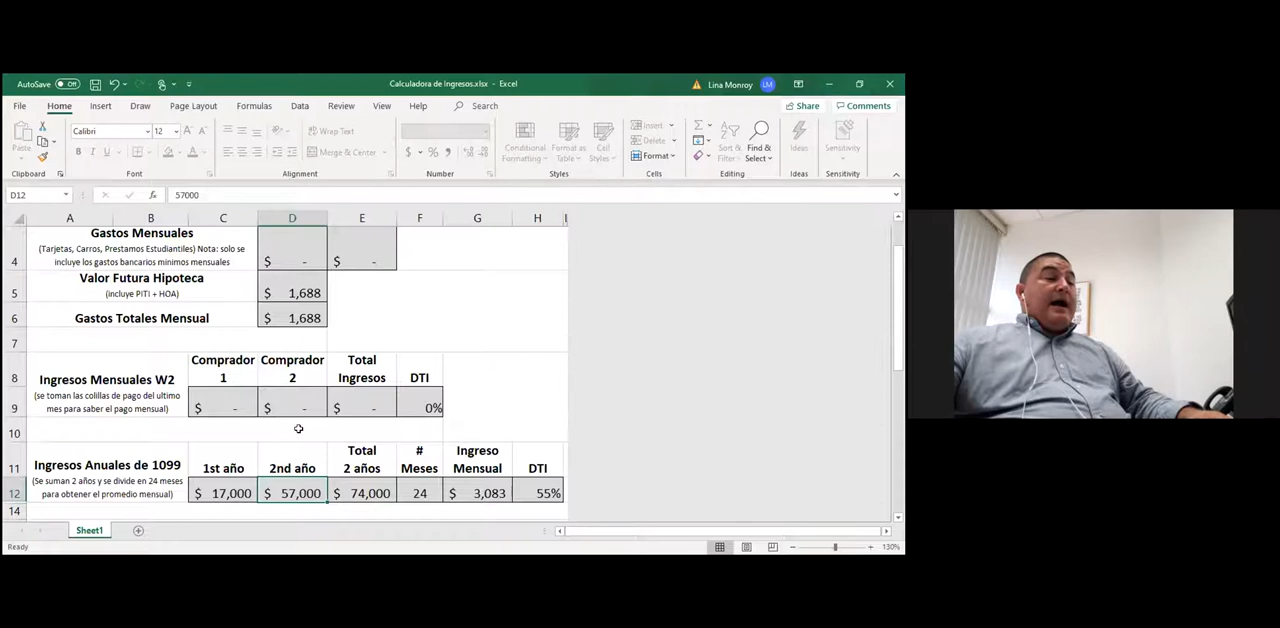 AutoSave Off Calculadora de Ingresos.xlsx - Excel Lina Monroy LM
File Home Insert Draw Page Layout Formulas Data Review View Help Search Share Comments
Paste Calibri 12 A A Wrap Text Insert Conditional Format as Cell Sort & Find & Ideas Sensitivity
B I U Merge & Center $ % Delete Formatting Table Styles Filter Select
Format
Clipboard Font Alignment Number Styles Cells Editing Ideas Sensitivity
D12 fx 57000
A B C D E F G H I
Gastos Mensuales
(Tarjetas, Carros, Prestamos Estudiantiles) Nota: solo se
4 incluye los gastos bancarios minimos mensuales $ - $ -
Valor Futura Hipoteca
5 (incluye PITI + HOA) $ 1,688
6 Gastos Totales Mensual $ 1,688
7
Comprador Comprador Total
8 Ingresos Mensuales W2 1 2 Ingresos DTI
(se toman las colillas de pago del ultimo
9 mes para saber el pago mensual) $ - $ - $ - 0%
10
Total # Ingreso
11 Ingresos Anuales de 1099 1st año 2nd año 2 años Meses Mensual DTI
(Se suman 2 años y se divide en 24 meses
12 para obtener el promedio mensual) $ 17,000 $ 57,000 $ 74,000 24 $ 3,083 55%
14
Sheet1
Ready 130%